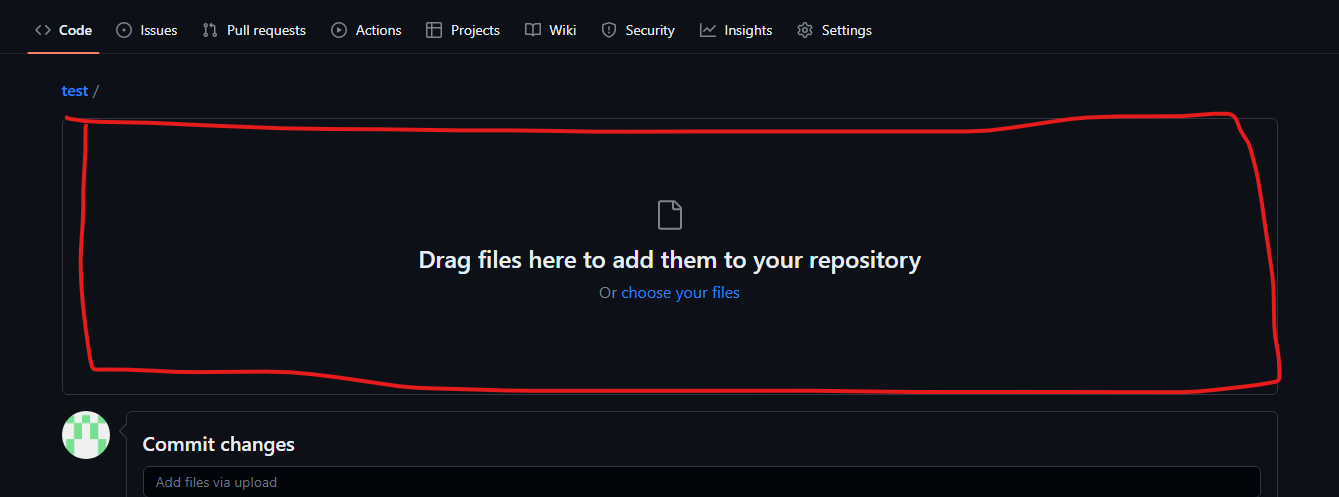 Code Issues Pull requests Actions Projects Wiki Security Insights Settings
test /
Drag files here to add them to your repository
Or choose your files
Commit changes
Add files via upload